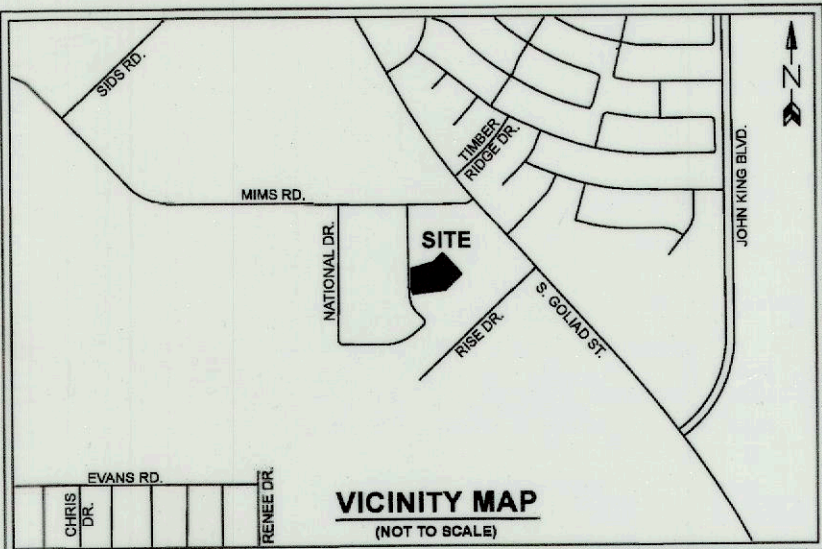 SIDS RD.
N
TIMBER
RIDGE DR.
JOHN KING BLVD.
MIMS RD.
NATIONAL DR.
SITE
S. GOLIAD ST.
RISE DR.
EVANS RD.
CHRIS
DR.
RENEE DR.
VICINITY MAP
(NOT TO SCALE)